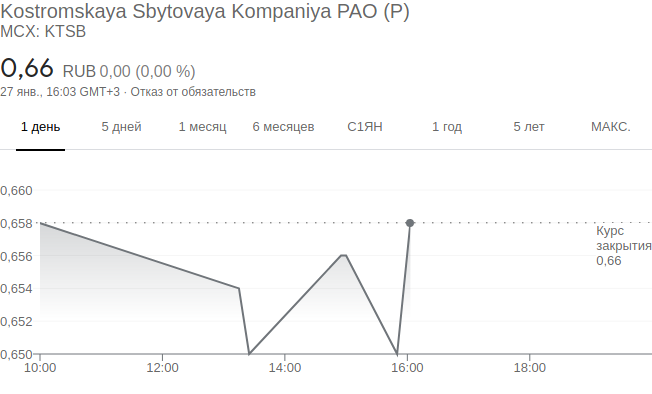 Kostromskaya Sbytovaya Kompaniya PAO (P)
MCX: KTSB
0,66 RUB 0,00 (0,00 %)
27 янв., 16:03 GMT+3 · Отказ от обязательств
1 день 5 дней 1 месяц 6 месяцев С1ЯН 1 год 5 лет МАКС.
0,660
0,658
Курс
закрытия
0,66
0,656
0,654
0,652
0,650
10:00 12:00 14:00 16:00 18:00